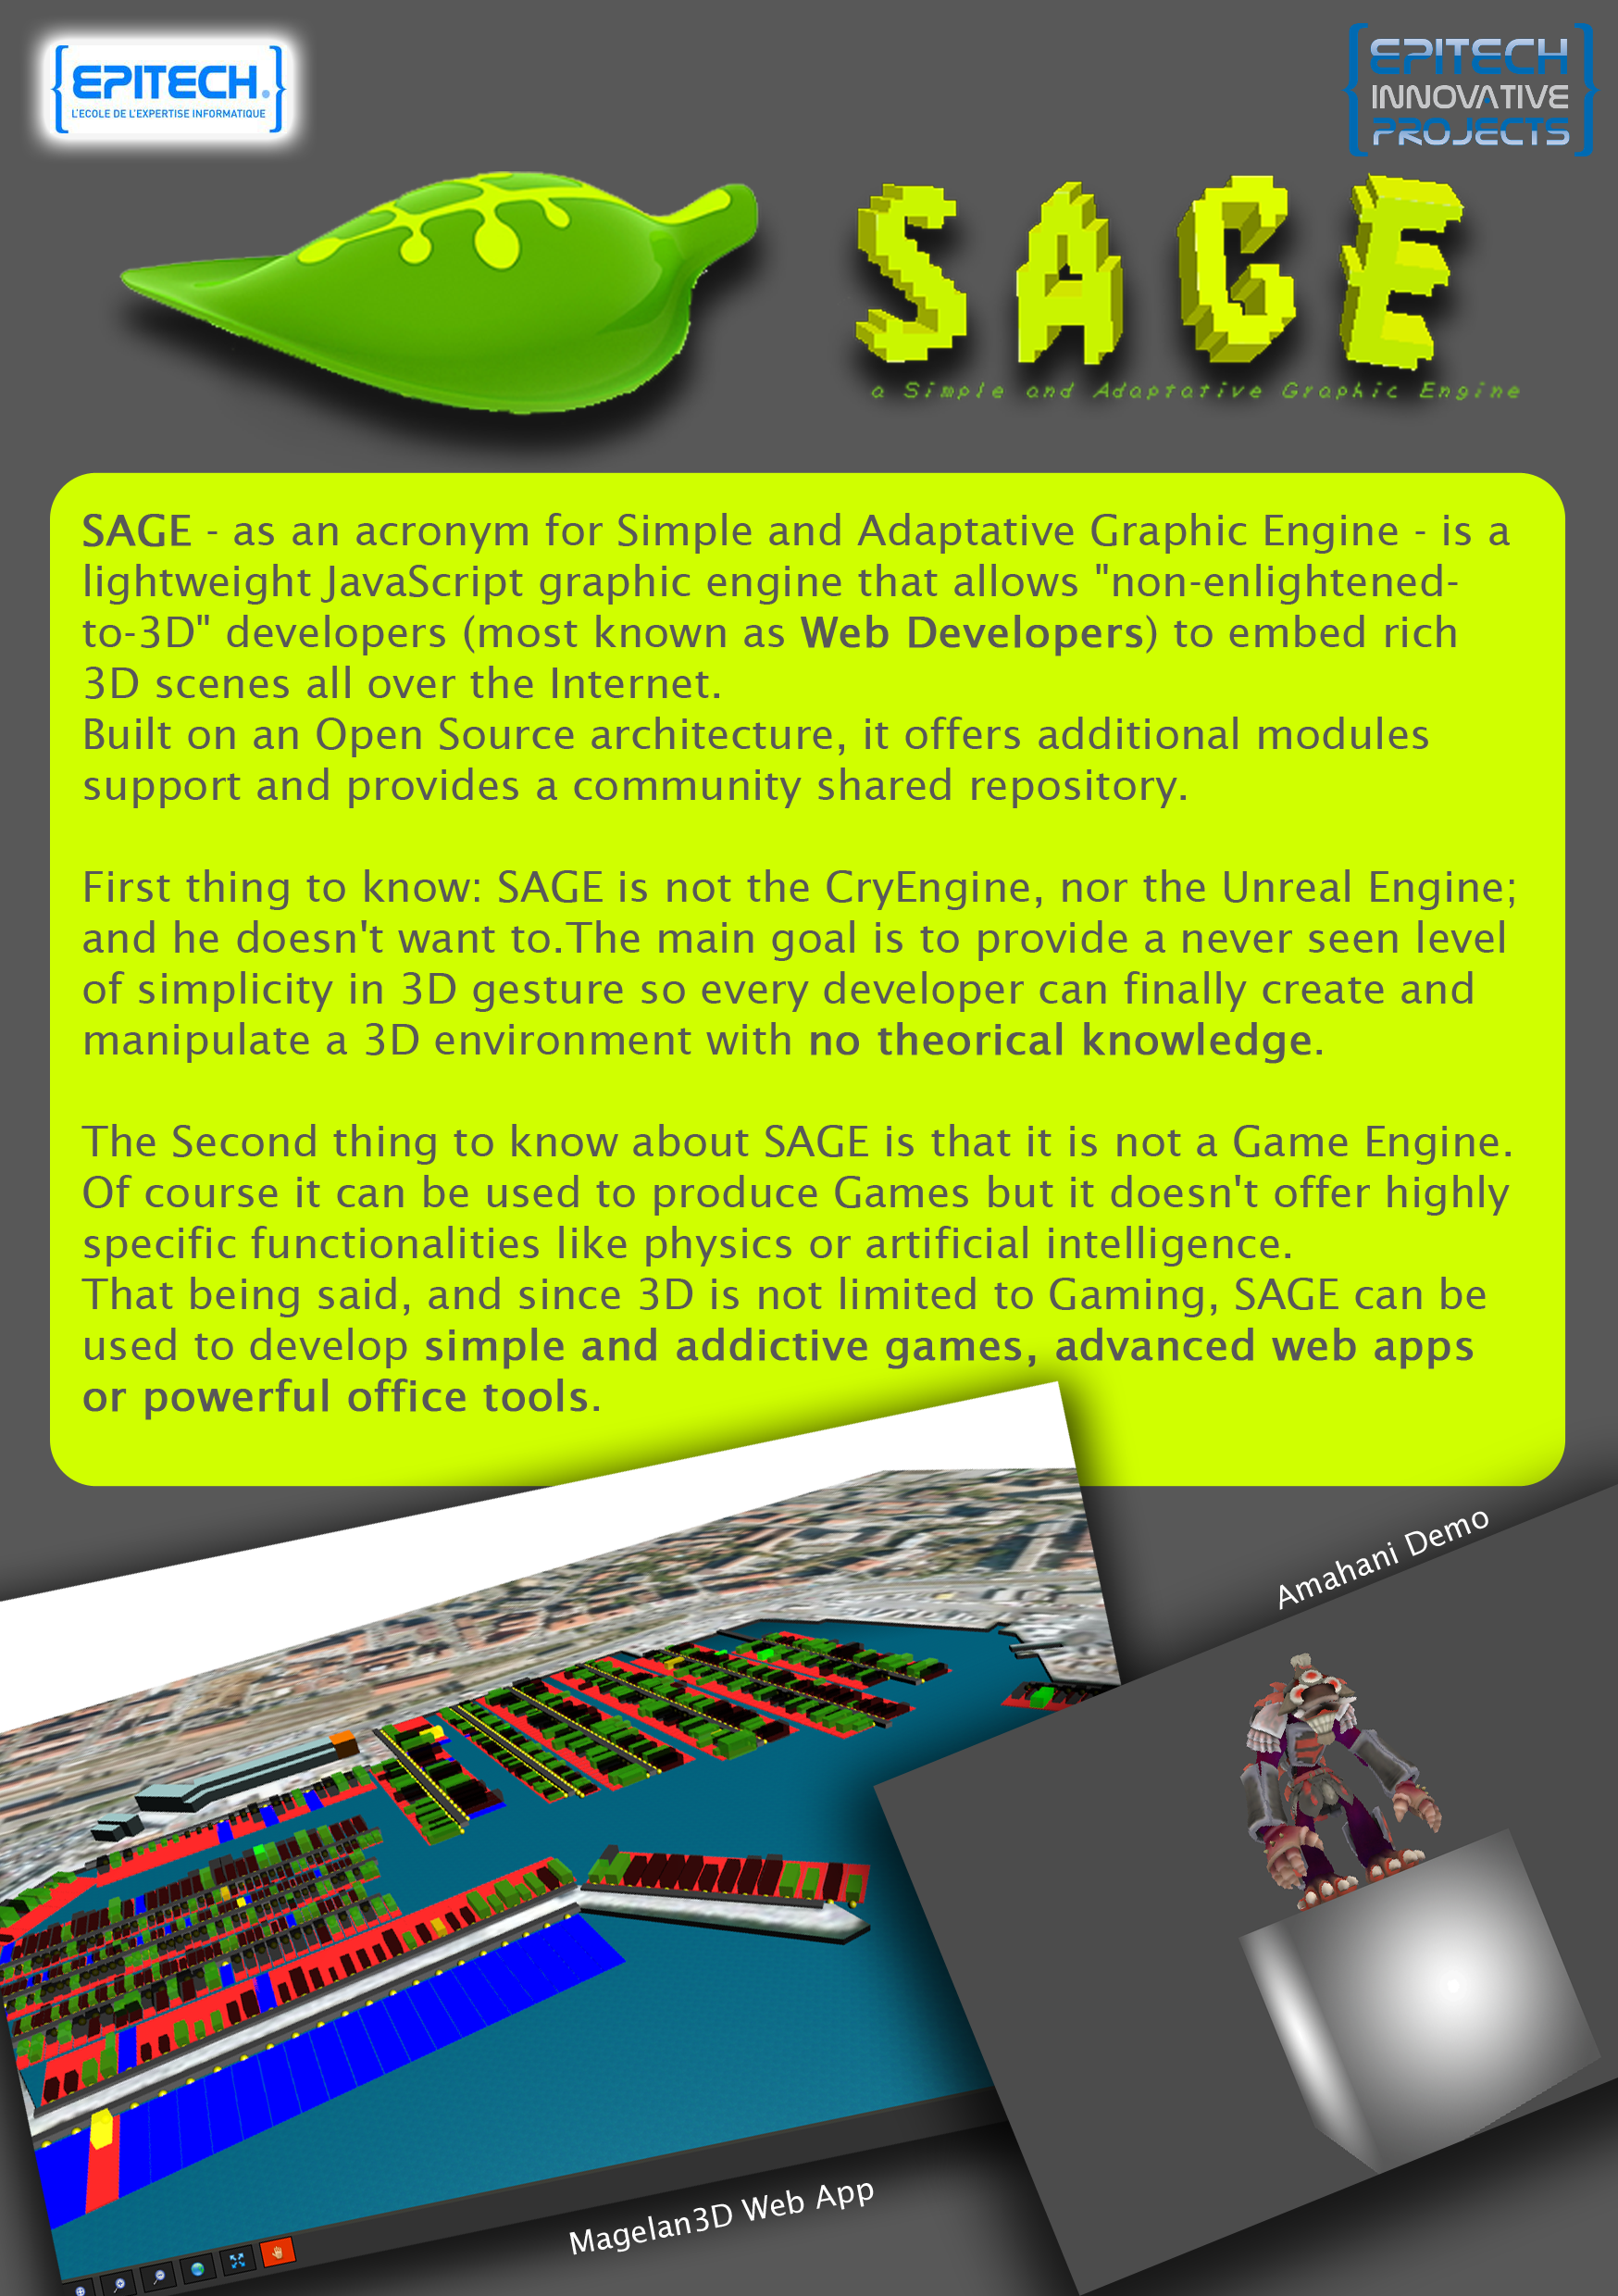 EPITECH.
L'ECOLE DE L'EXPERTISE INFORMATIQUE
EPITECH
INNOVATIVE
PROJECTS
SAGE
a Simple and Adaptative Graphic Engine
SAGE - as an acronym for Simple and Adaptative Graphic Engine - is a
lightweight JavaScript graphic engine that allows "non-enlightened-
to-3D" developers (most known as Web Developers) to embed rich
3D scenes all over the Internet.
Built on an Open Source architecture, it offers additional modules
support and provides a community shared repository.
First thing to know: SAGE is not the CryEngine, nor the Unreal Engine;
and he doesn't want to.The main goal is to provide a never seen level
of simplicity in 3D gesture so every developer can finally create and
manipulate a 3D environment with no theorical knowledge.
The Second thing to know about SAGE is that it is not a Game Engine.
Of course it can be used to produce Games but it doesn't offer highly
specific functionalities like physics or artificial intelligence.
That being said, and since 3D is not limited to Gaming, SAGE can be
used to develop simple and addictive games, advanced web apps
or powerful office tools.
Amahani Demo
Magelan3D Web App